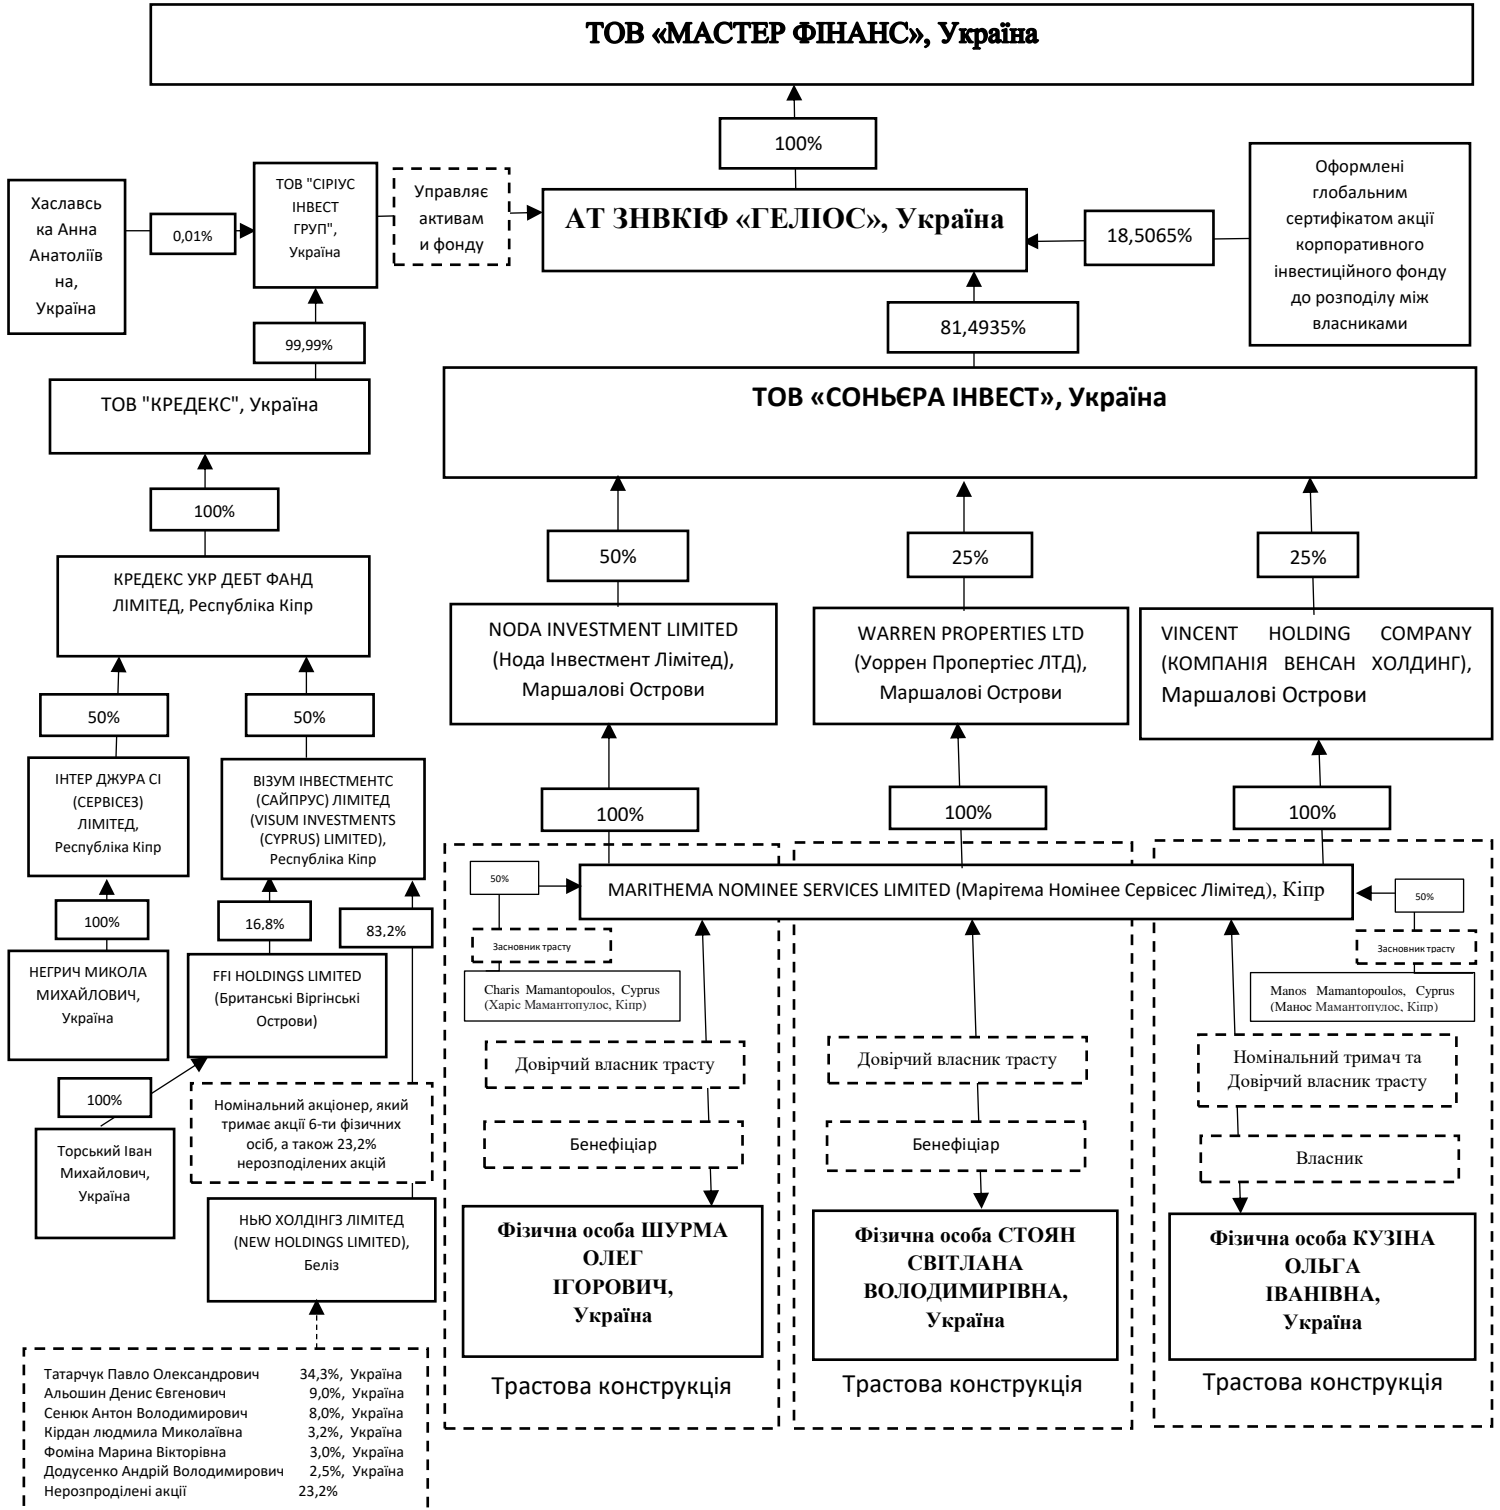 ТОВ «МАСТЕР ФІНАНС», Україна
100%
Хаславсь
ка Анна
Анатоліїв
на,
Україна
0,01%
ТОВ "СІРІУС
ІНВЕСТ
ГРУП",
Україна
Управляє
активам
и фонду
АТ ЗНВКІФ «ГЕЛІОС», Україна
18,5065%
Оформлені
глобальним
сертифікатом акції
корпоративного
інвестиційного фонду
до розподілу між
власниками
99,99%
81,4935%
ТОВ "КРЕДЕКС", Україна
ТОВ «СОНЬЄРА ІНВЕСТ», Україна
100%
50%
25%
25%
КРЕДЕКС УКР ДЕБТ ФАНД
ЛІМІТЕД, Республіка Кіпр
NODA INVESTMENT LIMITED
(Нода Інвестмент Лімітед),
Маршалові Острови
WARREN PROPERTIES LTD
(Уоррен Пропертіес ЛТД),
Маршалові Острови
VINCENT HOLDING COMPANY
(КОМПАНІЯ ВЕНСАН ХОЛДИНГ),
Маршалові Острови
50%
50%
ІНТЕР ДЖУРА СІ
(СЕРВІСЕЗ)
ЛІМІТЕД,
Республіка Кіпр
ВІЗУМ ІНВЕСТМЕНТС
(САЙПРУС) ЛІМІТЕД
(VISUM INVESTMENTS
(CYPRUS) LIMITED),
Республіка Кіпр
100%
100%
100%
50%
MARITHEMA NOMINEE SERVICES LIMITED (Марітема Номінее Сервісес Лімітед), Кіпр
50%
100%
16,8%
83,2%
Засновник трасту
Засновник трасту
НЕГРИЧ МИКОЛА
МИХАЙЛОВИЧ,
Україна
FFI HOLDINGS LIMITED
(Британські Віргінські
Острови)
Charis Mamantopoulos, Cyprus
(Харіс Мамантопулос, Кіпр)
Manos Mamantopoulos, Cyprus
(Манос Мамантопулос, Кіпр)
Довірчий власник трасту
Довірчий власник трасту
Номінальний тримач та
Довірчий власник трасту
100%
Номінальний акціонер, який
тримає акції 6-ти фізичних
осіб, а також 23,2%
нерозподілених акцій
Торський Іван
Михайлович,
Україна
Бенефіціар
Бенефіціар
Власник
НЬЮ ХОЛДІНГЗ ЛІМІТЕД
(NEW HOLDINGS LIMITED),
Беліз
Фізична особа ШУРМА
ОЛЕГ
ІГОРОВИЧ,
Україна
Фізична особа СТОЯН
СВІТЛАНА
ВОЛОДИМИРІВНА,
Україна
Фізична особа КУЗІНА
ОЛЬГА
ІВАНІВНА,
Україна
Трастова конструкція
Трастова конструкція
Трастова конструкція
Татарчук Павло Олександрович 34,3%, Україна
Альошин Денис Євгенович 9,0%, Україна
Сенюк Антон Володимирович 8,0%, Україна
Кірдан людмила Миколаївна 3,2%, Україна
Фоміна Марина Вікторівна 3,0%, Україна
Додусенко Андрій Володимирович 2,5%, Україна
Нерозпроділені акції 23,2%